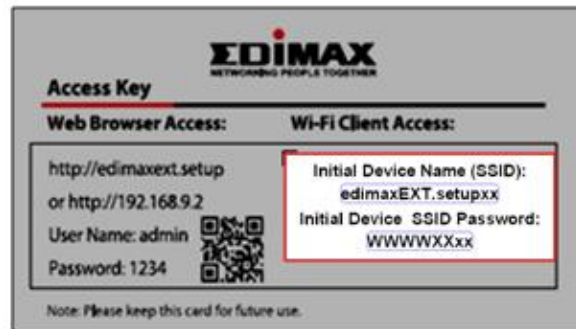 EDIMAX
NETWORKING PEOPLE TOGETHER
Access Key
Web Browser Access:
Wi-Fi Client Access:
http://edimaxext.setup
or http://192.168.9.2
User Name: admin
Password: 1234
Initial Device Name (SSID):
edimaxEXT.setupxx
Initial Device SSID Password:
WWWWXXxx
Note: Please keep this card for future use.